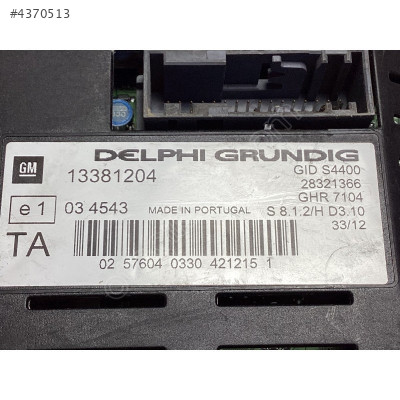 #4370513
DELPHI GRUNDIG
GM
13381204
GID S4400
28321366
GHR 7104
e1
03 4543
MADE IN PORTUGAL
S 8.1.2/H D3.10
33/12
TA
02 57604 0330 421215 1